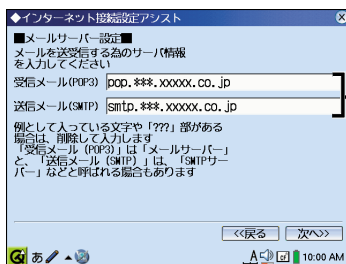 ◆インターネット接続設定アシスト
■メールサーバー設定■
メールを送受信する為のサーバ情報
を入力してください
受信メール(POP3) pop.***.xxxxx.co.jp
送信メール(SMTP) smtp.***.xxxxx.co.jp
例として入っている文字や「???」部がある
場合は、削除して入力します
「受信メール (POP3)」は「メールサーバー」
と、「送信メール (SMTP) 」は、「SMTPサー
バー」などと呼ばれる場合もあります
<<戻る 次へ>>
あ A 10:00 AM